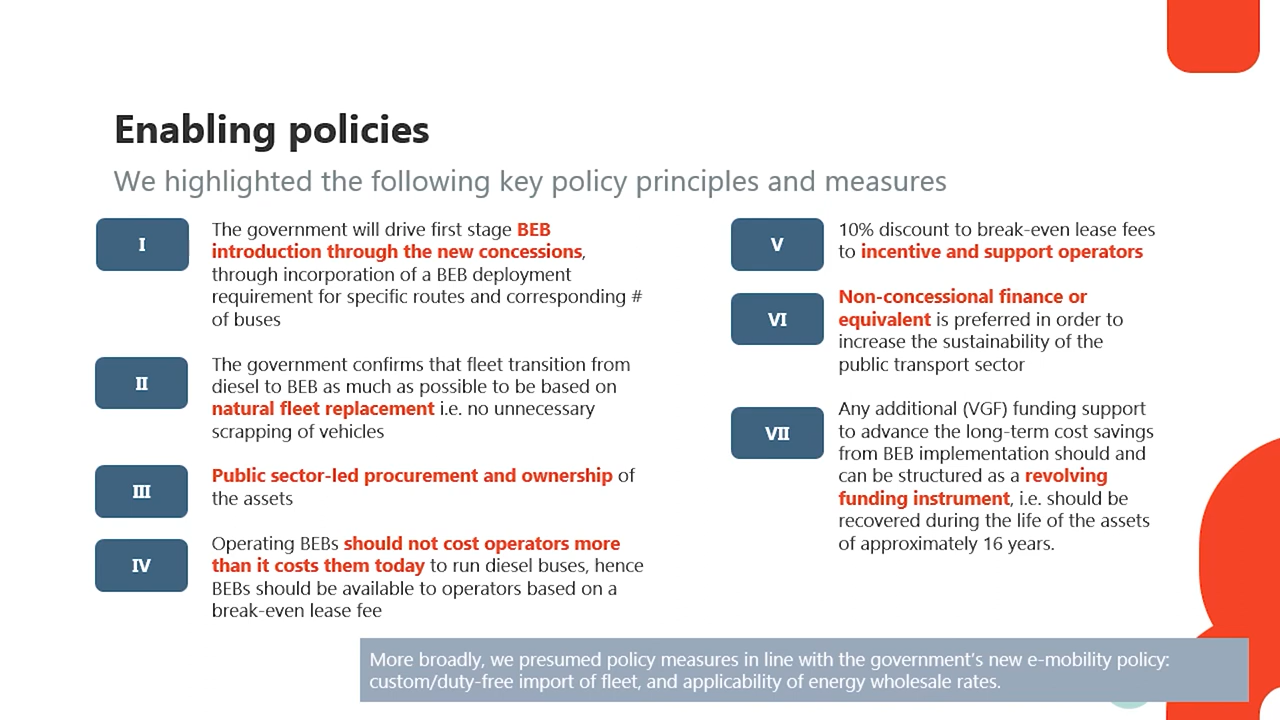 Enabling policies
We highlighted the following key policy principles and measures
I
The government will drive first stage BEB
introduction through the new concessions,
through incorporation of a BEB deployment
requirement for specific routes and corresponding #
of buses
II
The government confirms that fleet transition from
diesel to BEB as much as possible to be based on
natural fleet replacement i.e. no unnecessary
scrapping of vehicles
III
Public sector-led procurement and ownership of
the assets
IV
Operating BEBs should not cost operators more
than it costs them today to run diesel buses, hence
BEBs should be available to operators based on a
break-even lease fee
V
10% discount to break-even lease fees
to incentive and support operators
VI
Non-concessional finance or
equivalent is preferred in order to
increase the sustainability of the
public transport sector
VII
Any additional (VGF) funding support
to advance the long-term cost savings
from BEB implementation should and
can be structured as a revolving
funding instrument, i.e. should be
recovered during the life of the assets
of approximately 16 years.
More broadly, we presumed policy measures in line with the government's new e-mobility policy:
custom/duty-free import of fleet, and applicability of energy wholesale rates.